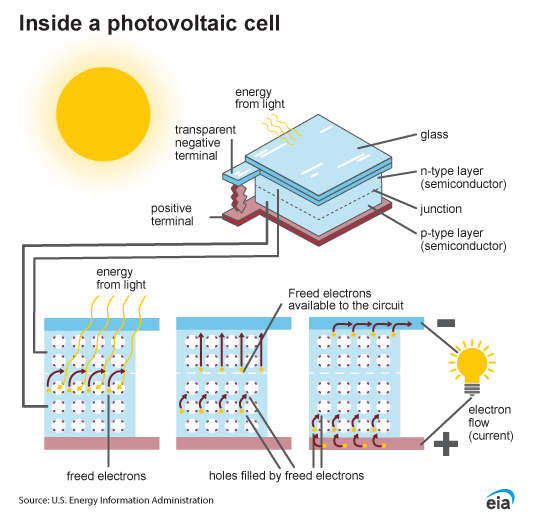 Inside a photovoltaic cell
energy
from light
transparent
negative
terminal
glass
n-type layer
(semiconductor)
positive
terminal
junction
p-type layer
(semiconductor)
energy
from light
Freed electrons
available to the circuit
electron
flow
(current)
freed electrons
holes filled by freed electrons
Source: U.S. Energy Information Administration
eia